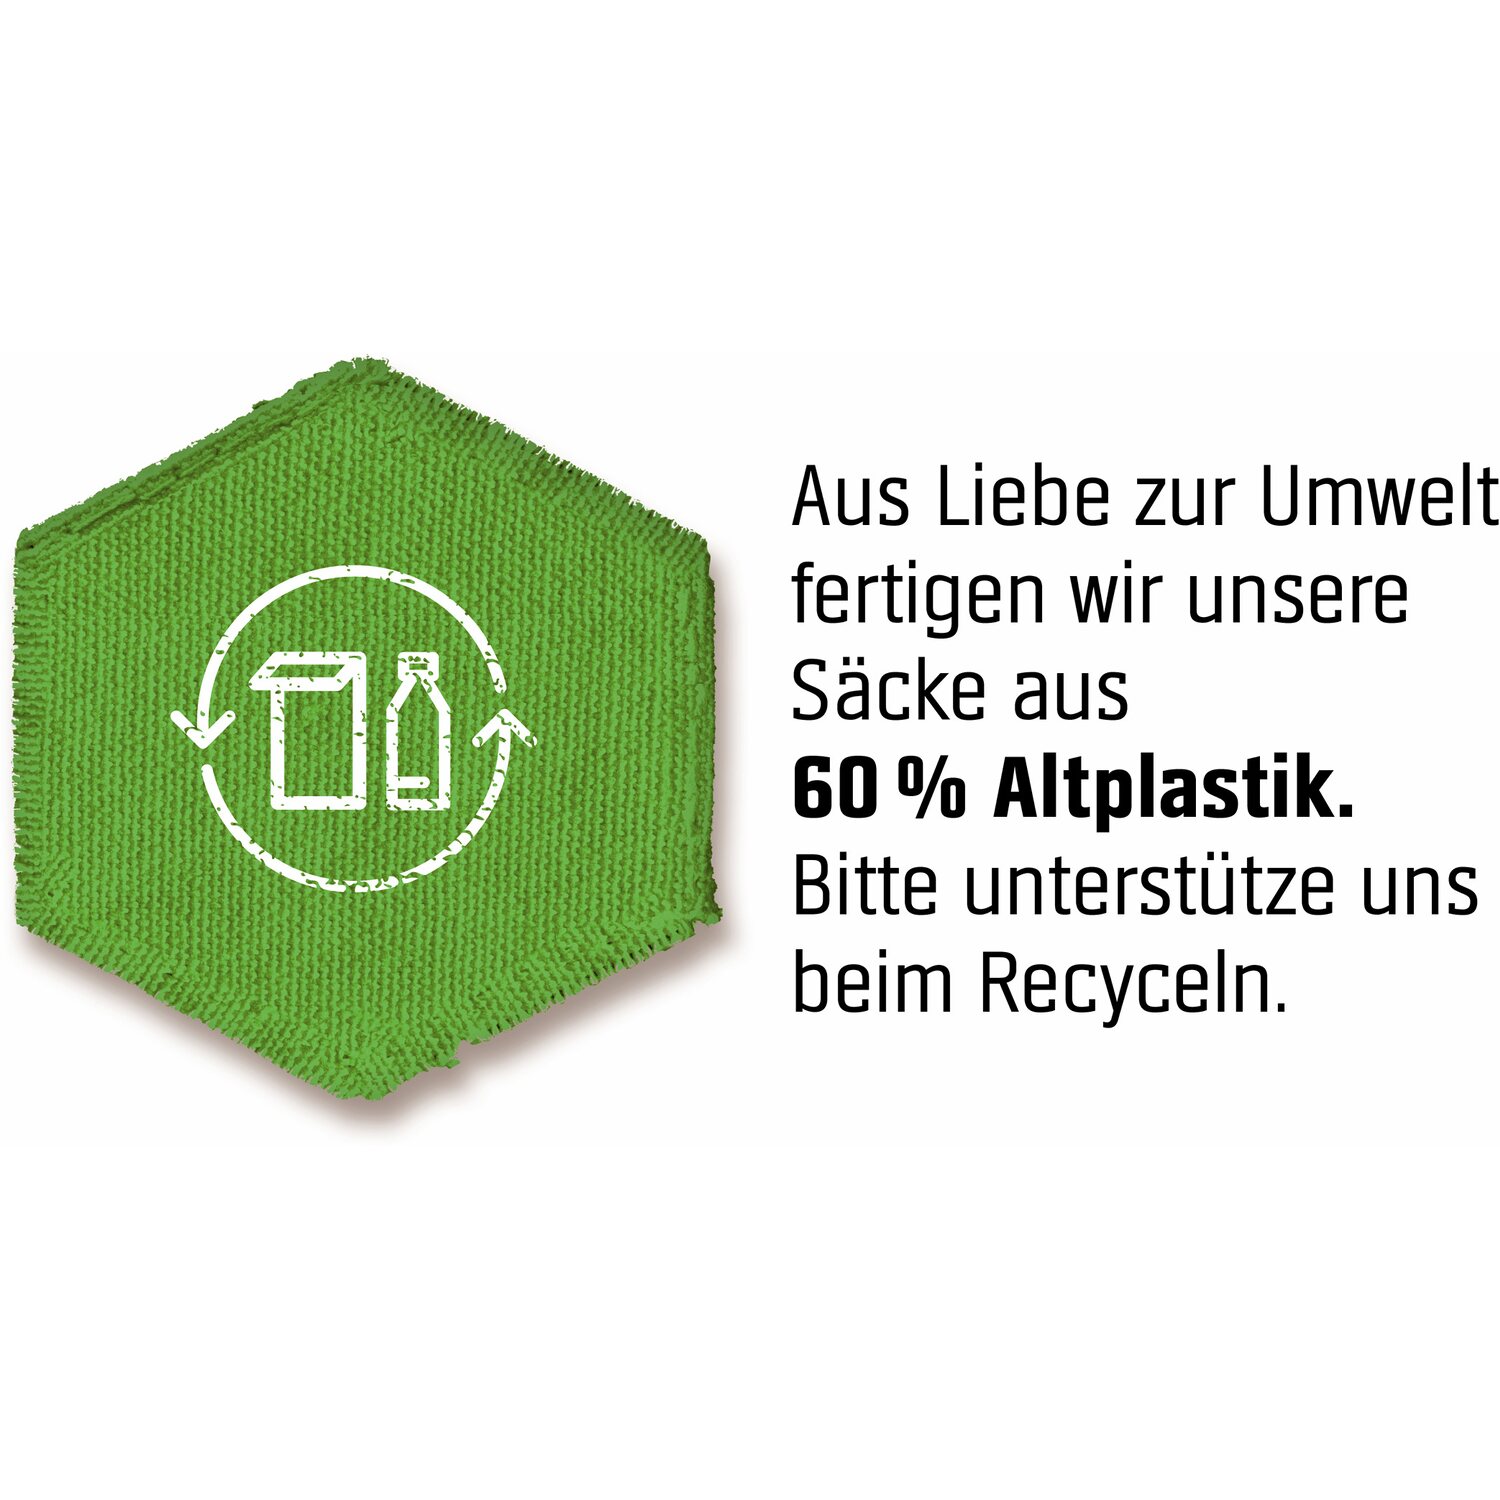 Aus Liebe zur Umwelt
fertigen wir unsere
Säcke aus
60 % Altplastik.
Bitte unterstütze uns
beim Recyceln.